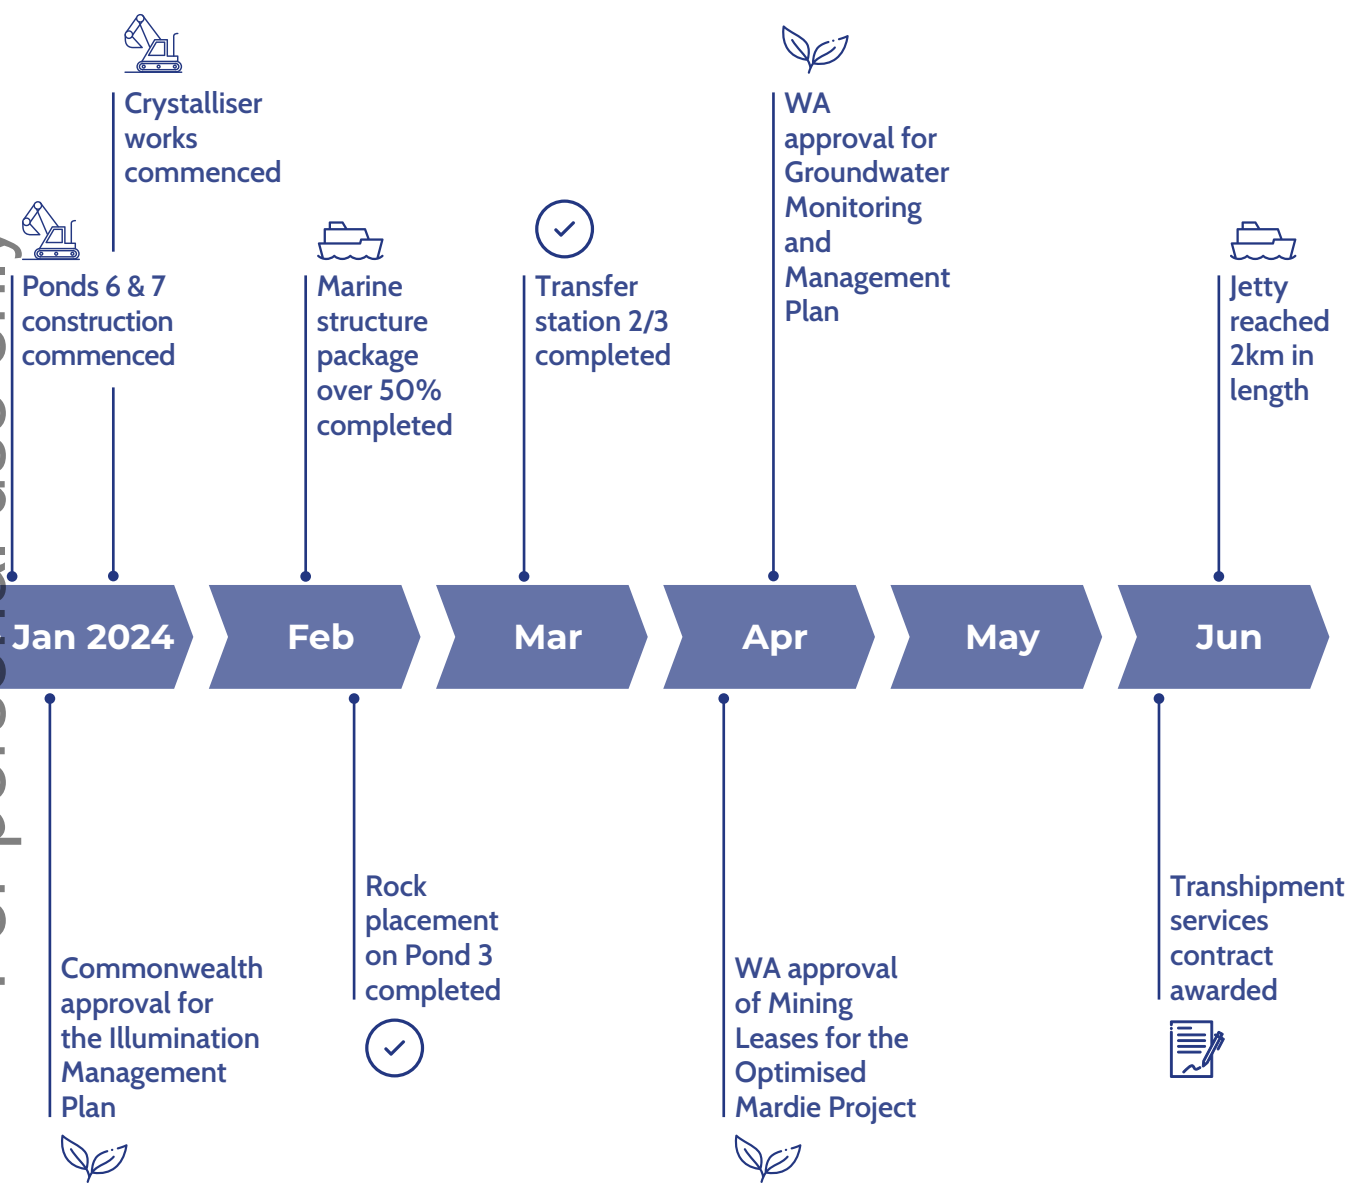 Crystalliser
works
commenced
Ponds 6 & 7
construction
commenced
Marine
structure
package
over 50%
completed
Transfer
station 2/3
completed
WA
approval for
Groundwater
Monitoring
and
Management
Plan
Jetty
reached
2km in
length
Jan 2024
Feb
Mar
Apr
May
Jun
Commonwealth
approval for
the Illumination
Management
Plan
Rock
placement
on Pond 3
completed
WA approval
of Mining
Leases for the
Optimised
Mardie Project
Transhipment
services
contract
awarded